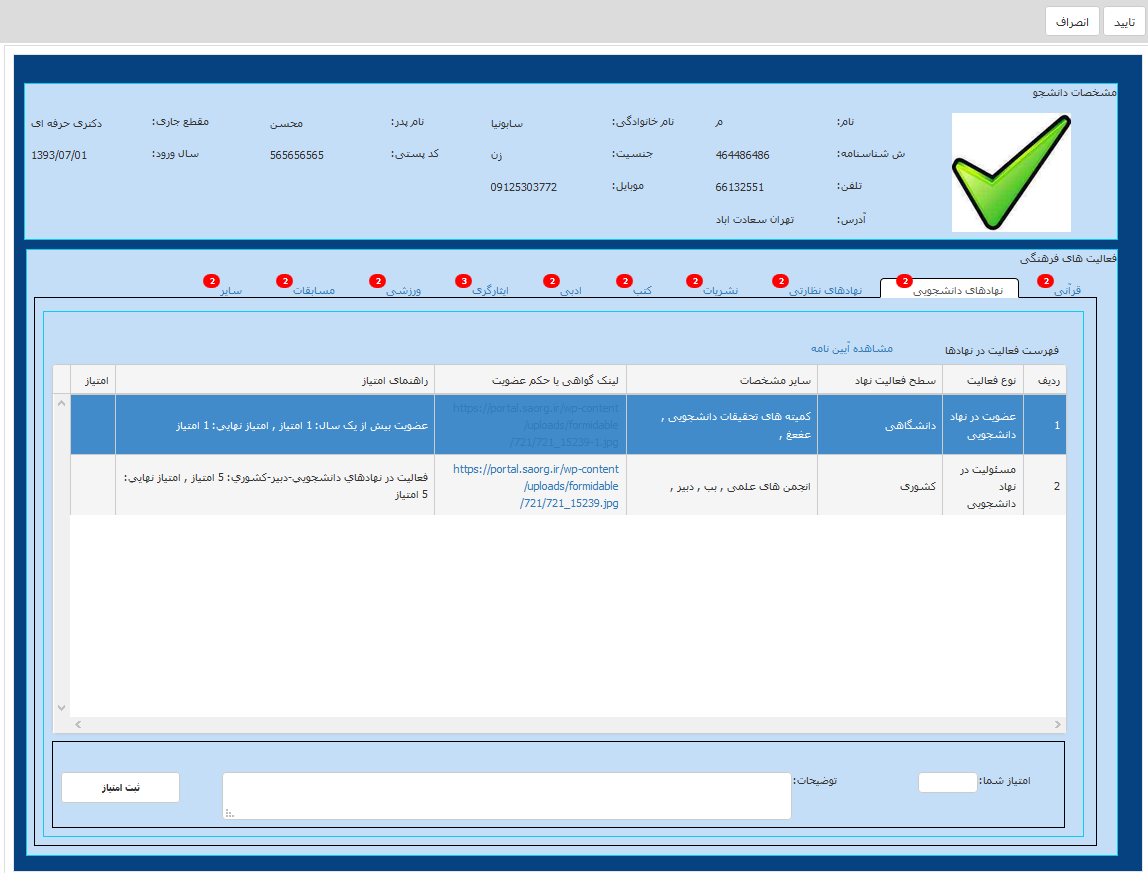 تایید
انصراف
مشخصات دانشجو
نام: م
نام خانوادگی: سابونیا
نام پدر: محسن
مقطع جاری: دکتری حرفه ای
ش شناسنامه: 464486486
جنسیت: زن
کد پستی: 565656565
سال ورود: 1393/07/01
تلفن: 66132551
موبایل: 09125303772
آدرس: تهران سعادت اباد
فعالیت های فرهنگی
قرآنی 2
نهادهای دانشجویی 2
نهادهای نظارتی 2
نشریات 2
کتب 2
ادبی 2
ایثارگری 3
ورزشی 2
مسابقات 2
سایر 2
فهرست فعالیت در نهادها
مشاهده آیین نامه
ردیف
نوع فعالیت
سطح فعالیت نهاد
سایر مشخصات
لینک گواهی یا حکم عضویت
راهنمای امتیاز
امتیاز
1
عضویت در نهاد
دانشجویی
دانشگاهی
کمیته های تحقیقات دانشجویی ,
عغعغ ,
https://portal.saorg.ir/wp-content
/uploads/formidable
/721/721_15239-1.jpg
عضویت بیش از یک سال: 1 امتیاز , امتیاز نهایی: 1 امتیاز
2
مسئولیت در
نهاد
دانشجویی
کشوری
انجمن های علمی , بب , دبیر ,
https://portal.saorg.ir/wp-content
/uploads/formidable
/721/721_15239.jpg
فعالیت در نهادهاي دانشجويي-دبیر-کشوري: 5 امتیاز , امتیاز نهایی:
5 امتیاز
امتیاز شما:
توضیحات:
ثبت امتیاز